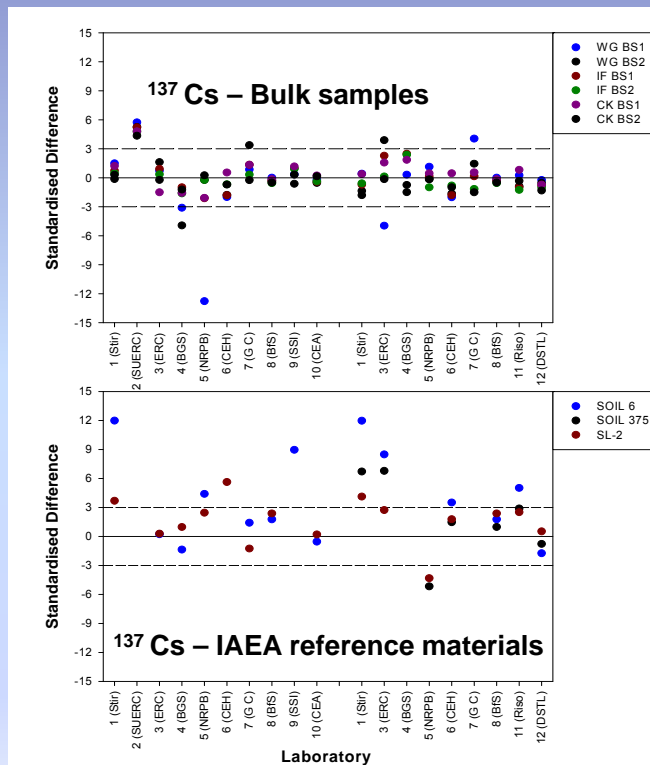 15
12
9
6
3
0
-3
-6
-9
-12
-15
Standardised Difference
137 Cs – Bulk samples
WG BS1
WG BS2
IF BS1
IF BS2
CK BS1
CK BS2
1 (Stir)
2 (SUERC)
3 (ERC)
4 (BGS)
5 (NRPB)
6 (CEH)
7 (G C)
8 (BfS)
9 (SSI)
10 (CEA)
1 (Stir)
3 (ERC)
4 (BGS)
5 (NRPB)
6 (CEH)
7 (G C)
8 (BfS)
11 (Riso)
12 (DSTL)
15
12
9
6
3
0
-3
-6
-9
-12
-15
Standardised Difference
SOIL 6
SOIL 375
SL-2
137 Cs – IAEA reference materials
1 (Stir)
2 (SUERC)
3 (ERC)
4 (BGS)
5 (NRPB)
6 (CEH)
7 (G C)
8 (BfS)
9 (SSI)
10 (CEA)
1 (Stir)
3 (ERC)
4 (BGS)
5 (NRPB)
6 (CEH)
7 (G C)
8 (BfS)
11 (Riso)
12 (DSTL)
Laboratory